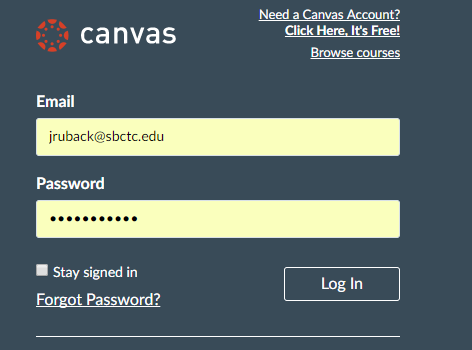 canvas
Need a Canvas Account?
Click Here, It's Free!
Browse courses
Email
jruback@sbctc.edu
Password
•••••••••••
Stay signed in
Log In
Forgot Password?